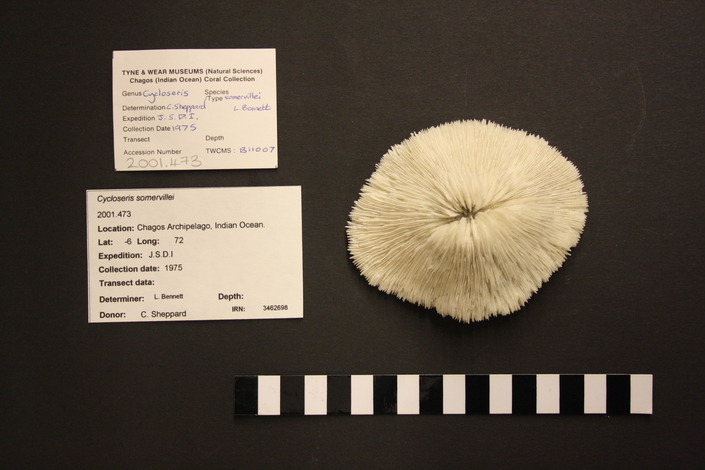 TYNE & WEAR MUSEUMS (Natural Sciences)
Chagos (Indian Ocean) Coral Collection
Genus Cycloseris Species
/Type somervillei
Determination C. Sheppard L. Bennett
Expedition J.S.D.I.
Collection Date 1975
Transect Depth
Accession Number TWCMS: B11007
2001.473
Cycloseris somervillei
2001.473
Location: Chagos Archipelago, Indian Ocean.
Lat: -6 Long: 72
Expedition: J.S.D.I
Collection date: 1975
Transect data:
Determiner: L. Bennett Depth:
Donor: C. Sheppard IRN: 3462698